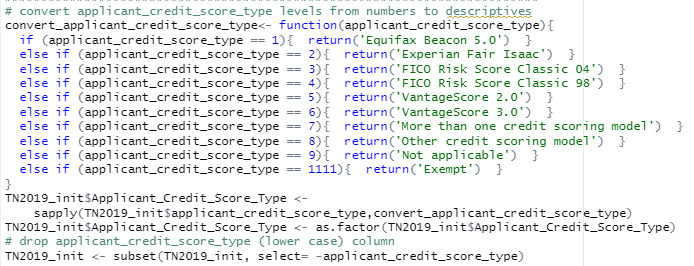 # convert applicant_credit_score_type levels from numbers to descriptives
convert_applicant_credit_score_type<- function(applicant_credit_score_type){
  if (applicant_credit_score_type == 1){  return('Equifax Beacon 5.0')  }
  else if (applicant_credit_score_type == 2){  return('Experian Fair Isaac')  }
  else if (applicant_credit_score_type == 3){  return('FICO Risk Score Classic 04')  }
  else if (applicant_credit_score_type == 4){  return('FICO Risk Score Classic 98')  }
  else if (applicant_credit_score_type == 5){  return('VantageScore 2.0')  }
  else if (applicant_credit_score_type == 6){  return('VantageScore 3.0')  }
  else if (applicant_credit_score_type == 7){  return('More than one credit scoring model')  }
  else if (applicant_credit_score_type == 8){  return('Other credit scoring model')  }
  else if (applicant_credit_score_type == 9){  return('Not applicable')  }
  else if (applicant_credit_score_type == 1111){  return('Exempt')  }
}
TN2019_init$Applicant_Credit_Score_Type <-
    sapply(TN2019_init$applicant_credit_score_type,convert_applicant_credit_score_type)
TN2019_init$Applicant_Credit_Score_Type <- as.factor(TN2019_init$Applicant_Credit_Score_Type)
# drop applicant_credit_score_type (lower case) column
TN2019_init <- subset(TN2019_init, select= -applicant_credit_score_type)